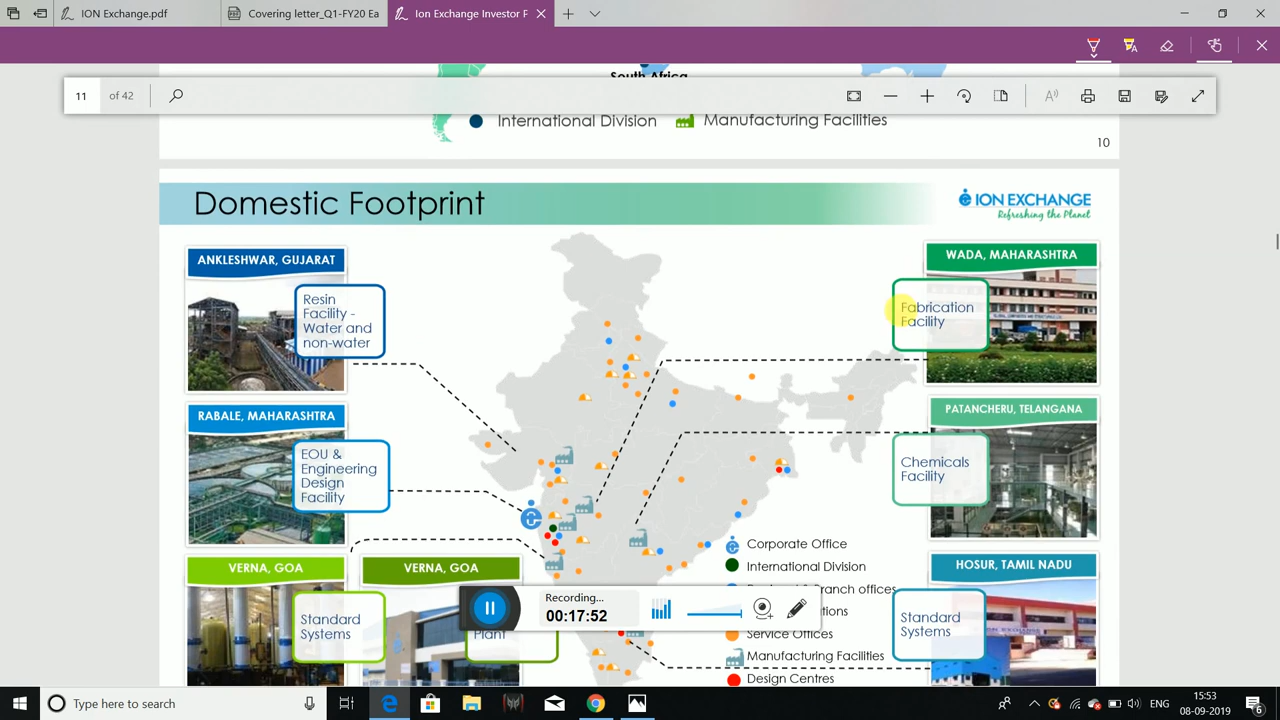 ION Exchange.pdf
Covering letter_Q1-FY20 Ea
Ion Exchange Investor F
11 of 42
South Africa
International Division
Manufacturing Facilities
10
Domestic Footprint
ION EXCHANGE
Refreshing the Planet
ANKLESHWAR, GUJARAT
Resin
Facility -
Water and
non-water
WADA, MAHARASHTRA
Fabrication
Facility
RABALE, MAHARASHTRA
EOU &
Engineering
Design
Facility
PATANCHERU, TELANGANA
Chemicals
Facility
Corporate Office
International Division
Branch offices
Service Offices
Manufacturing Facilities
Design Centres
VERNA, GOA
Standard
Systems
VERNA, GOA
Plant
HOSUR, TAMIL NADU
Standard
Systems
Recording...
00:17:52
Type here to search
ENG
15:53
08-09-2019
6